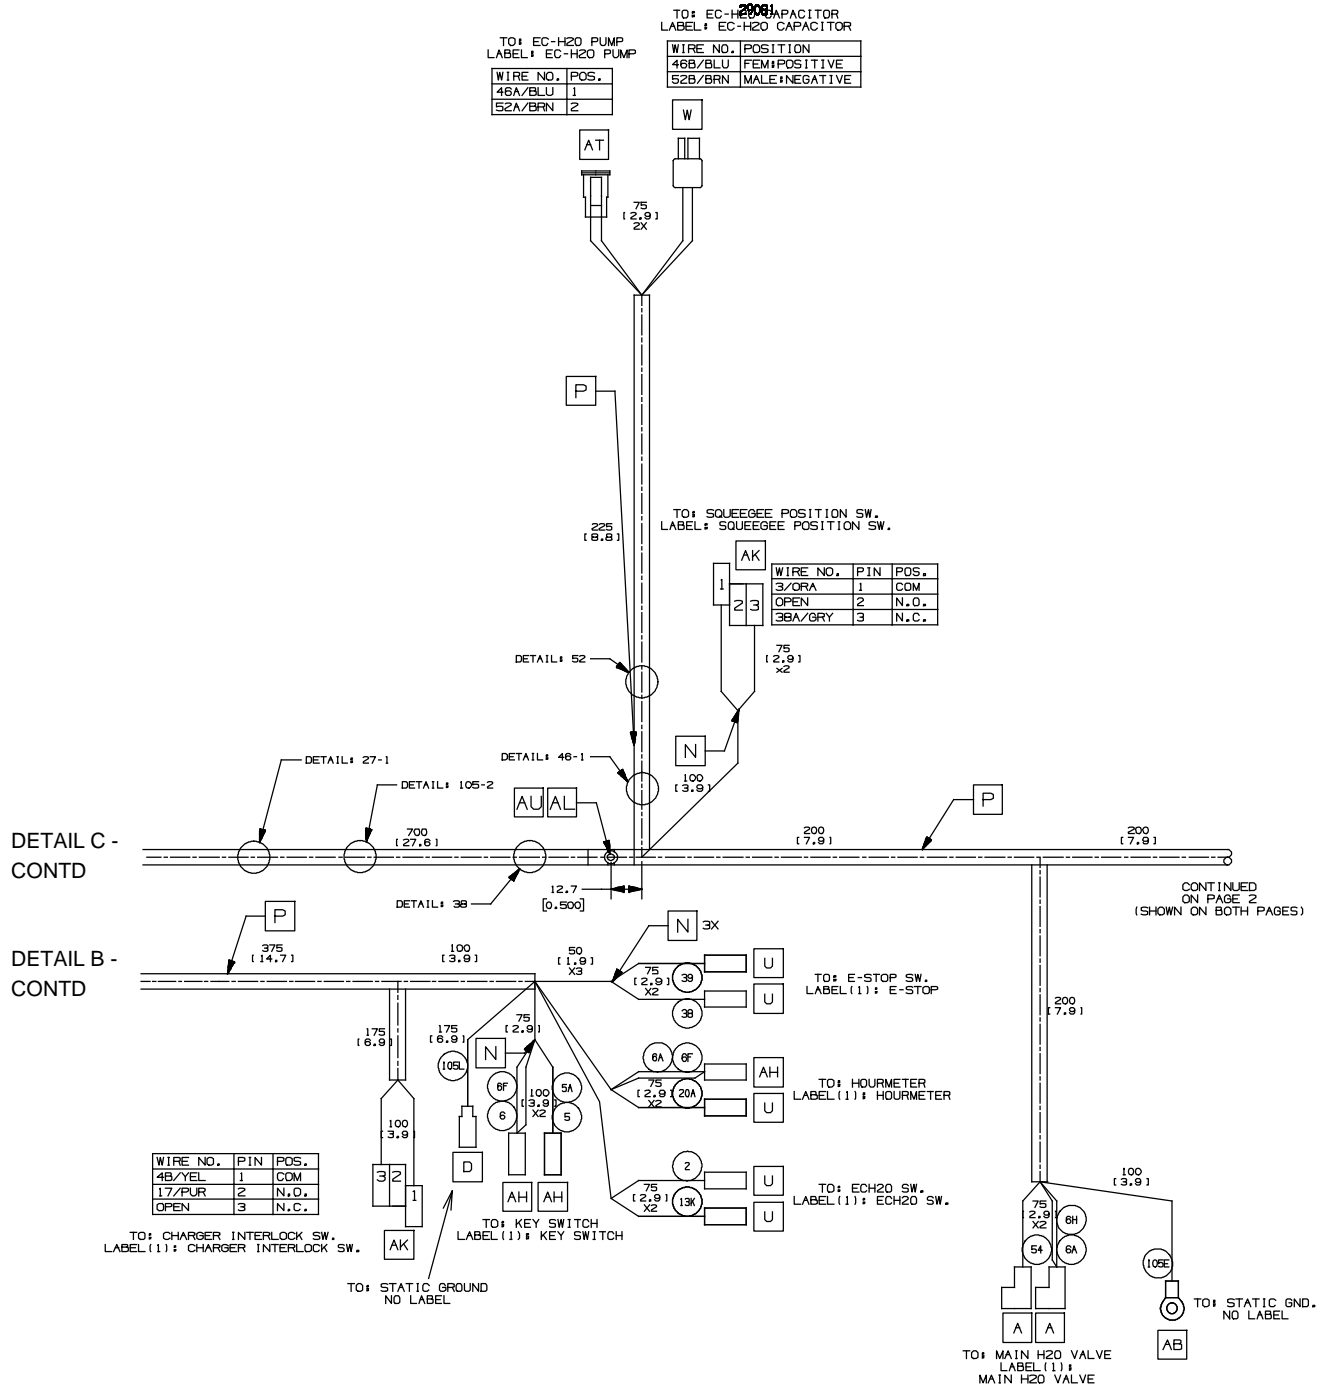 TO: EC-H2O CAPACITOR
LABEL: EC-H2O CAPACITOR
WIRE NO. POSITION
46B/BLU FEM:POSITIVE
52B/BRN MALE:NEGATIVE
W
TO: EC-H2O PUMP
LABEL: EC-H2O PUMP
WIRE NO. POS.
46A/BLU 1
52A/BRN 2
AT
75
[2.9]
2X
P
225
[8.8]
TO: SQUEEGEE POSITION SW.
LABEL: SQUEEGEE POSITION SW.
AK
1
2 3
WIRE NO. PIN POS.
3/ORA 1 COM
OPEN 2 N.O.
38A/GRY 3 N.C.
75
[2.9]
x2
DETAIL: 52
N
DETAIL: 46-1
100
[3.9]
DETAIL: 27-1
DETAIL: 105-2
AU AL
P
DETAIL C -
CONTD
700
[27.6]
200
[7.9]
200
[7.9]
12.7
[0.500]
DETAIL: 38
CONTINUED
ON PAGE 2
(SHOWN ON BOTH PAGES)
P
N 3X
DETAIL B -
CONTD
375
[14.7]
100
[3.9]
50
[1.9]
X3
75
[2.9]
X2
39
38
U
U
TO: E-STOP SW.
LABEL(1): E-STOP
175
[6.9]
175
[6.9]
75
[2.9]
N
105L
6F
6
100
[3.9]
X2
5A
5
6A 6F
75
[2.9]
X2
20A
AH
U
TO: HOURMETER
LABEL(1): HOURMETER
200
[7.9]
100
[3.9]
3 2
1
AK
WIRE NO. PIN POS.
4B/YEL 1 COM
17/PUR 2 N.O.
OPEN 3 N.C.
TO: CHARGER INTERLOCK SW.
LABEL(1): CHARGER INTERLOCK SW.
D
AH AH
TO: KEY SWITCH
LABEL(1): KEY SWITCH
TO: STATIC GROUND
NO LABEL
2
75
[2.9]
X2
13K
U
U
TO: ECH2O SW.
LABEL(1): ECH2O SW.
100
[3.9]
75
[2.9]
X2
54
6H
6A
105E
A A
TO: MAIN H2O VALVE
LABEL(1):
MAIN H2O VALVE
TO: STATIC GND.
NO LABEL
AB